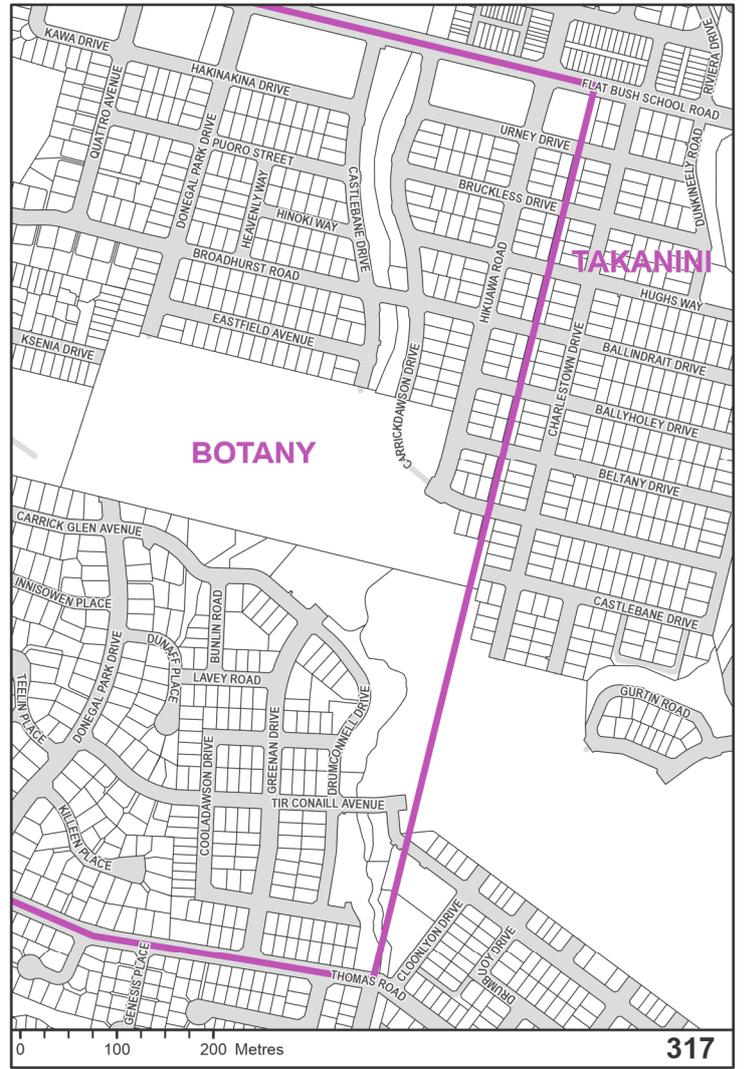 KAWA DRIVE
RIVIERA DRIVE
HAKINAKINA DRIVE
FLAT BUSH SCHOOL ROAD
QUATTRO AVENUE
DONEGAL PARK DRIVE
PUORO STREET
URNEY DRIVE
DUNKINEELY ROAD
HEAVENLY WAY
HINOKI WAY
CASTLEBANE DRIVE
BRUCKLESS DRIVE
BROADHURST ROAD
HIKUAWA ROAD
TAKANINI
HUGHS WAY
EASTFIELD AVENUE
KSENIA DRIVE
CARRICKDAWSON DRIVE
CHARLESTOWN DRIVE
BALLINDRAIT DRIVE
BALLYHOLEY DRIVE
BOTANY
BELTANY DRIVE
CARRICK GLEN AVENUE
INNISOWEN PLACE
BUNLIN ROAD
CASTLEBANE DRIVE
DUNAFF PLACE
DONEGAL PARK DRIVE
LAVEY ROAD
TEELIN PLACE
GURTIN ROAD
COOLADAWSON DRIVE
GREENAN DRIVE
DRUMCONNELL DRIVE
TIR CONAILL AVENUE
KILLEEN PLACE
CLOONLYON DRIVE
DRUMBUOY DRIVE
GENESIS PLACE
THOMAS ROAD
0 100 200 Metres
317